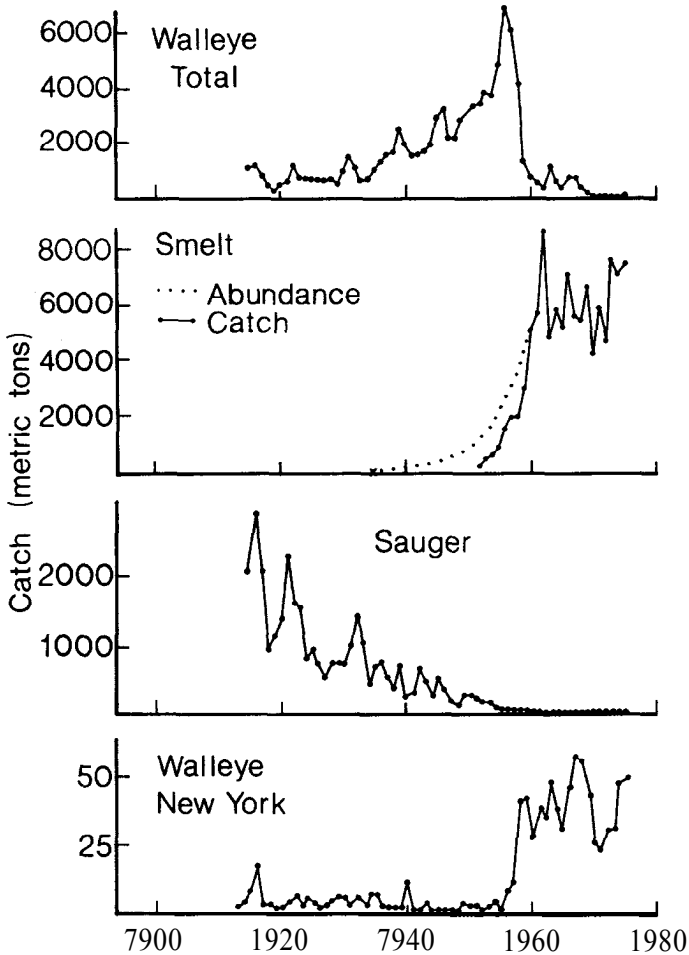 6000
4000
2000
Walleye
Total
8000
6000
4000
2000
Smelt
Abundance
Catch
Catch (metric tons)
2000
1000
Sauger
50
25
Walleye
New York
7900
1920
7940
1960
1980